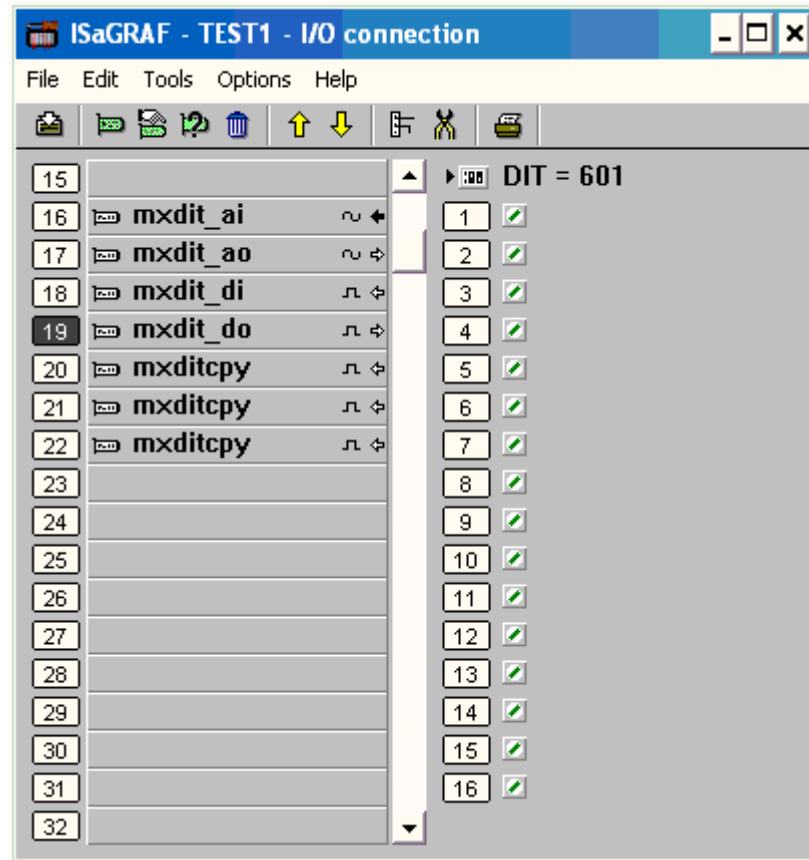 ISaGRAF - TEST1 - I/O connection
File Edit Tools Options Help
15
16 mxdit_ai
17 mxdit_ao
18 mxdit_di
19 mxdit_do
20 mxditcpy
21 mxditcpy
22 mxditcpy
23
24
25
26
27
28
29
30
31
32
DIT = 601
1
2
3
4
5
6
7
8
9
10
11
12
13
14
15
16